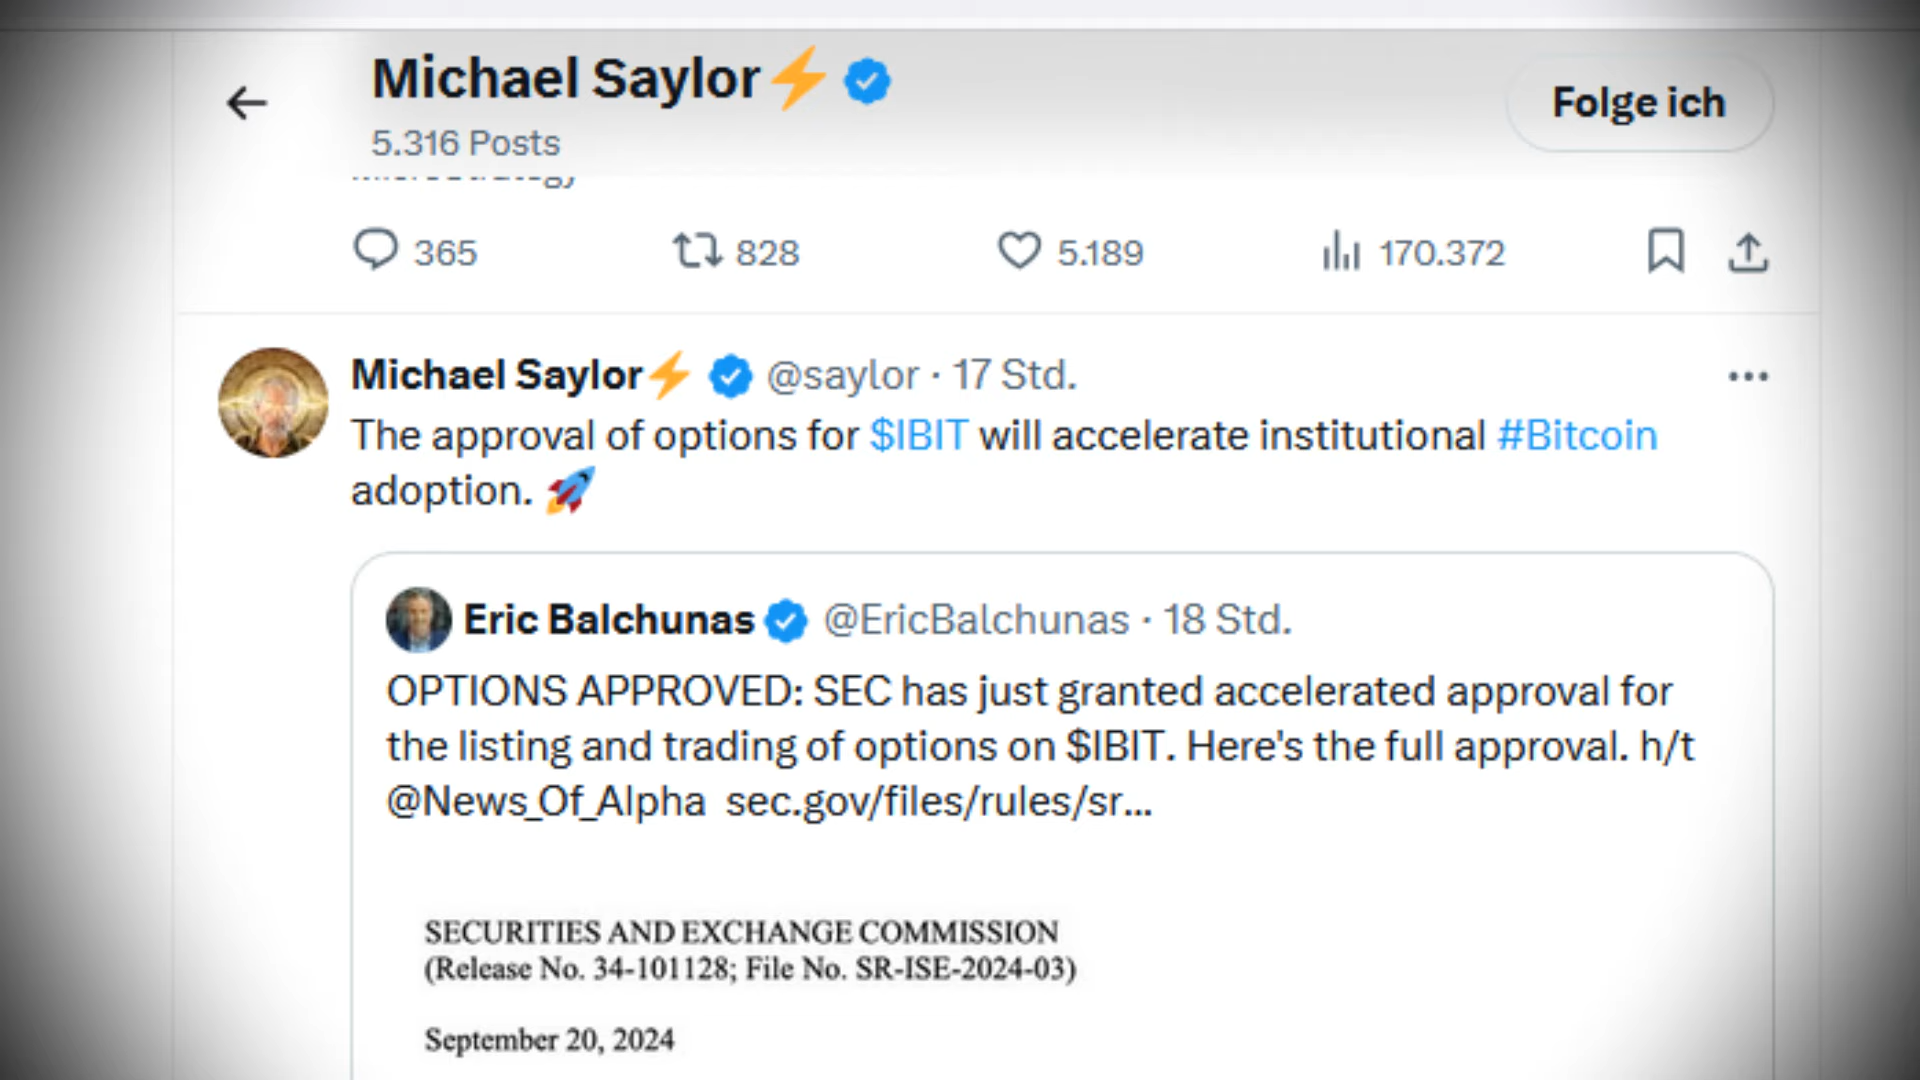 Michael Saylor⚡
Folge ich
5.316 Posts
365 828 5.189 170.372
Michael Saylor⚡ @saylor · 17 Std.
The approval of options for $IBIT will accelerate institutional #Bitcoin
adoption. 🚀
Eric Balchunas @EricBalchunas · 18 Std.
OPTIONS APPROVED: SEC has just granted accelerated approval for
the listing and trading of options on $IBIT. Here's the full approval. h/t
@News_Of_Alpha sec.gov/files/rules/sr...
SECURITIES AND EXCHANGE COMMISSION
(Release No. 34-101128; File No. SR-ISE-2024-03)
September 20, 2024